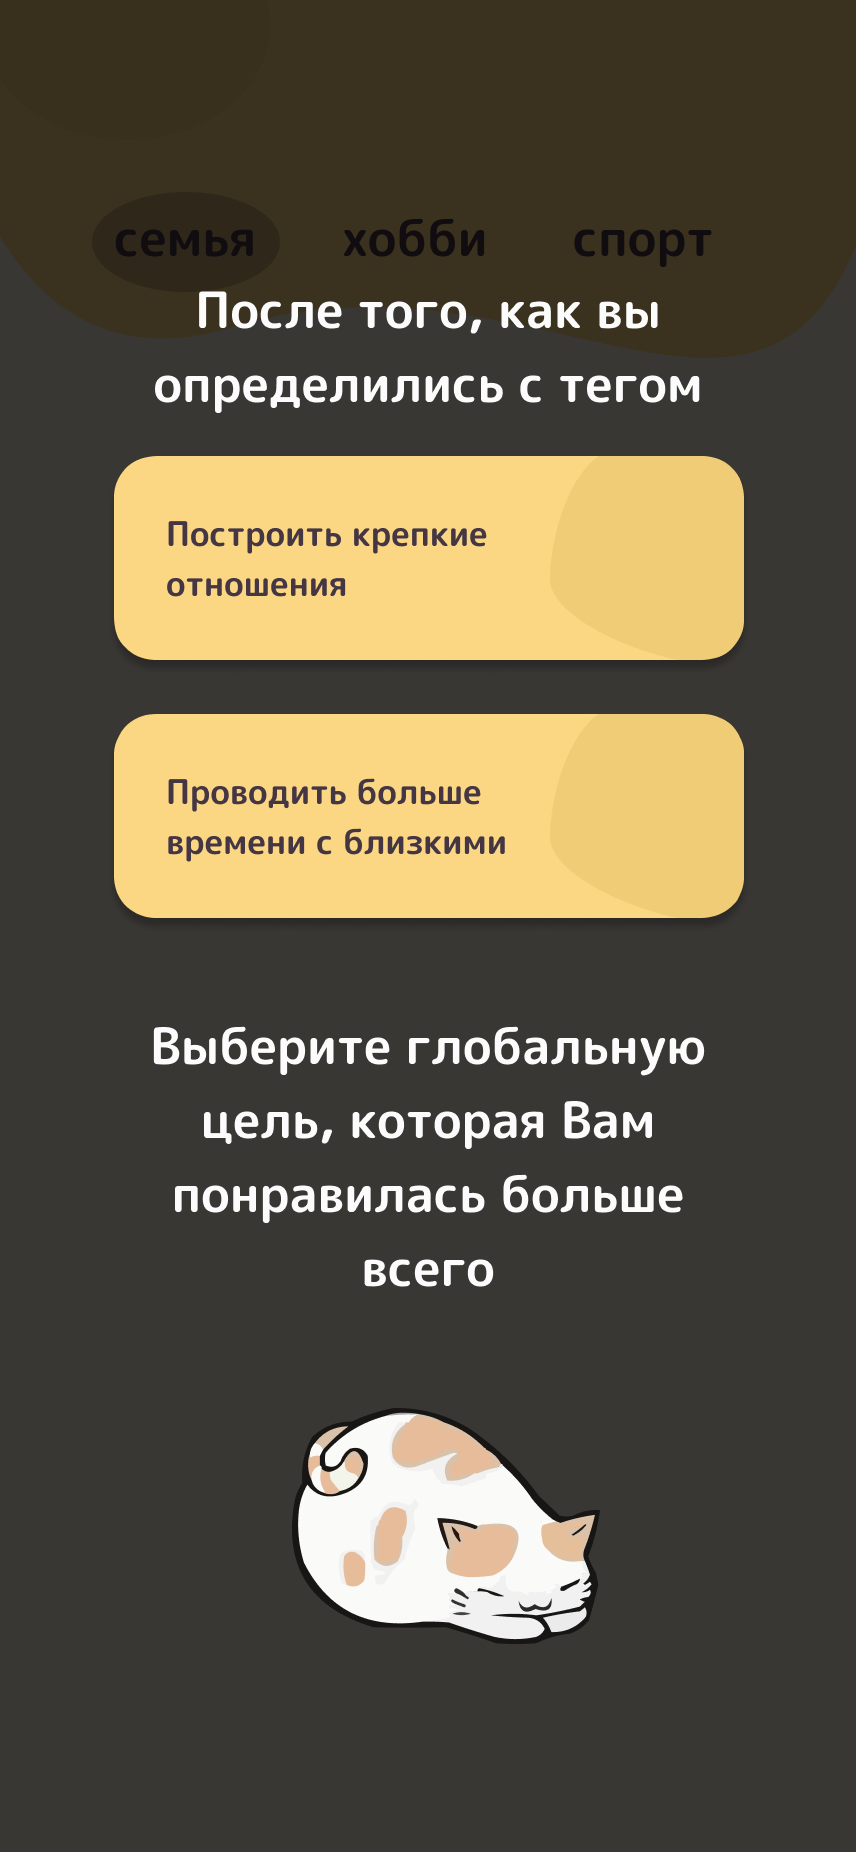 семья хобби спорт
После того, как вы
определились с тегом
Построить крепкие
отношения
Проводить больше
времени с близкими
Выберите глобальную
цель, которая Вам
понравилась больше
всего